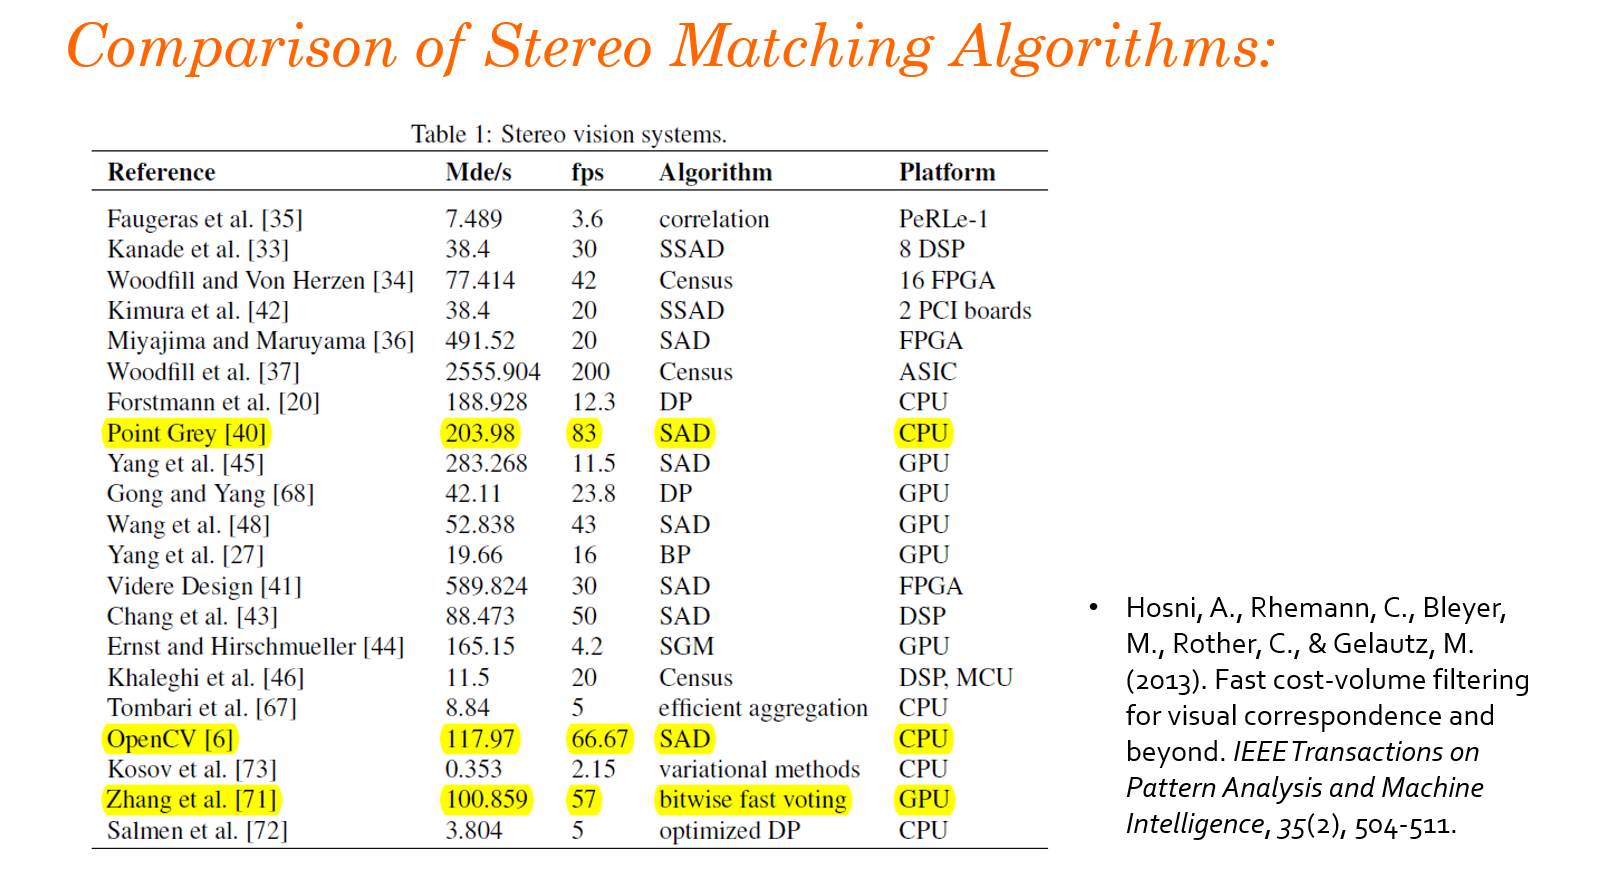 Comparison of Stereo Matching Algorithms:
Table 1: Stereo vision systems.
Reference Mde/s fps Algorithm Platform
Faugeras et al. [35] 7.489 3.6 correlation PeRLe-1
Kanade et al. [33] 38.4 30 SSAD 8 DSP
Woodfill and Von Herzen [34] 77.414 42 Census 16 FPGA
Kimura et al. [42] 38.4 20 SSAD 2 PCI boards
Miyajima and Maruyama [36] 491.52 20 SAD FPGA
Woodfill et al. [37] 2555.904 200 Census ASIC
Forstmann et al. [20] 188.928 12.3 DP CPU
Point Grey [40] 203.98 83 SAD CPU
Yang et al. [45] 283.268 11.5 SAD GPU
Gong and Yang [68] 42.11 23.8 DP GPU
Wang et al. [48] 52.838 43 SAD GPU
Yang et al. [27] 19.66 16 BP GPU
Videre Design [41] 589.824 30 SAD FPGA
Chang et al. [43] 88.473 50 SAD DSP
Ernst and Hirschmueller [44] 165.15 4.2 SGM GPU
Khaleghi et al. [46] 11.5 20 Census DSP, MCU
Tombari et al. [67] 8.84 5 efficient aggregation CPU
OpenCV [6] 117.97 66.67 SAD CPU
Kosov et al. [73] 0.353 2.15 variational methods CPU
Zhang et al. [71] 100.859 57 bitwise fast voting GPU
Salmen et al. [72] 3.804 5 optimized DP CPU
• Hosni, A., Rhemann, C., Bleyer,
M., Rother, C., & Gelautz, M.
(2013). Fast cost-volume filtering
for visual correspondence and
beyond. IEEE Transactions on
Pattern Analysis and Machine
Intelligence, 35(2), 504-511.